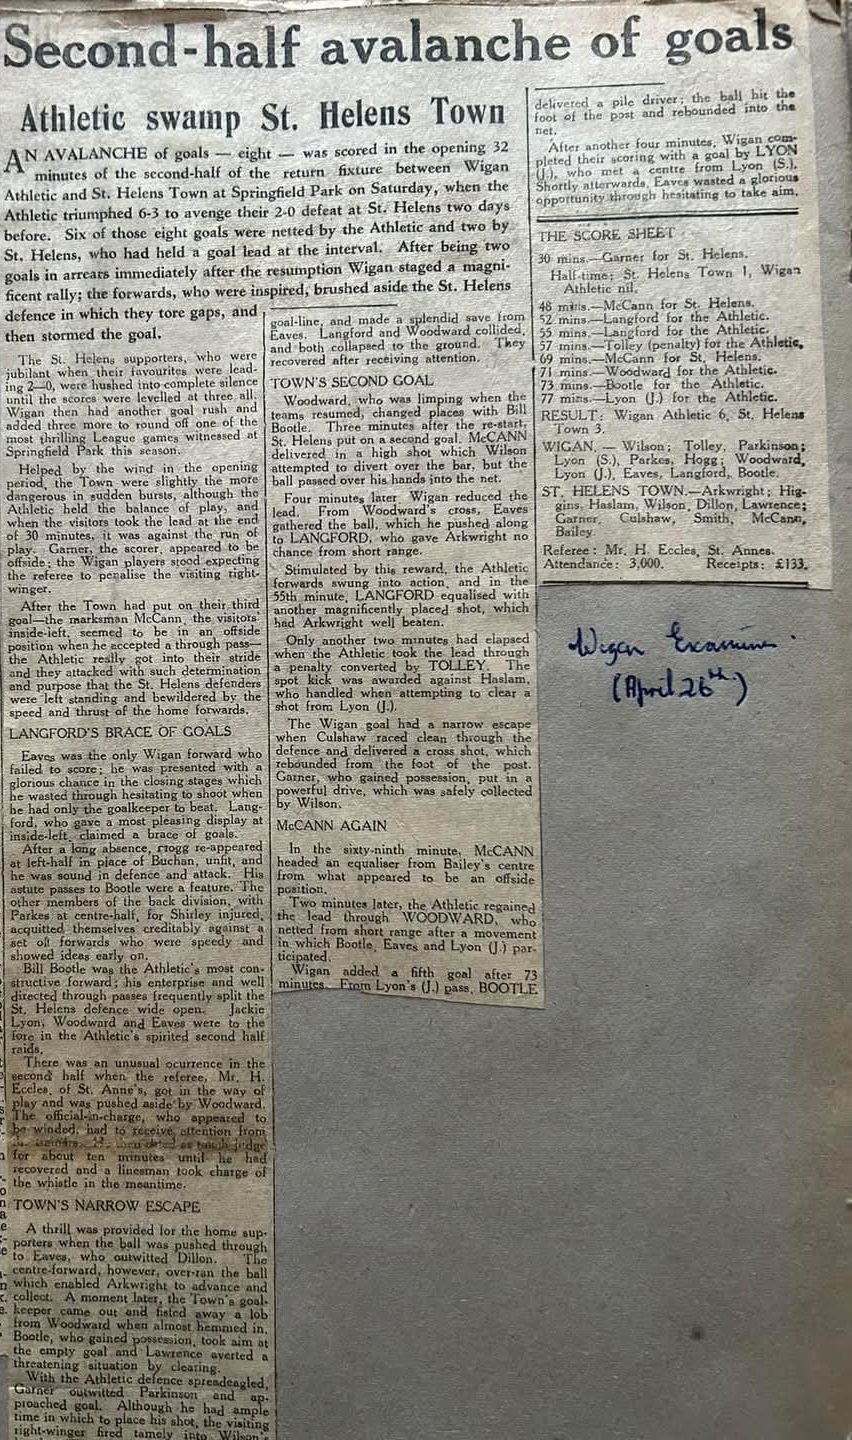 Second-half avalanche of goals
Athletic swamp St. Helens Town
AN AVALANCHE of goals — eight — was scored in the opening 32
minutes of the second-half of the return fixture between Wigan
Athletic and St. Helens Town at Springfield Park on Saturday, when the
Athletic triumphed 6-3 to avenge their 2-0 defeat at St. Helens two days
before. Six of those eight goals were netted by the Athletic and two by
St. Helens, who had held a goal lead at the interval. After being two
goals in arrears immediately after the resumption Wigan staged a magni-
ficent rally; the forwards, who were inspired, brushed aside the St. Helens
defence in which they tore gaps, and
then stormed the goal.
The St. Helens supporters, who were
jubilant when their favourites were lead-
ing 2—0, were hushed into complete silence
until the scores were levelled at three all.
Wigan then had another goal rush and
added three more to round off one of the
most thrilling League games witnessed at
Springfield Park this season.
Helped by the wind in the opening
period, the Town were slightly the more
dangerous in sudden bursts, although the
Athletic held the balance of play, and
when the visitors took the lead at the end
of 30 minutes, it was against the run of
play. Garner, the scorer, appeared to be
offside; the Wigan players stood expecting
the referee to penalise the visiting right-
winger.
After the Town had put on their third
goal—the marksman McCann, the visitors'
inside-left, seemed to be in an offside
position when he accepted a through pass—
the Athletic really got into their stride
and they attacked with such determination
and purpose that the St. Helens defenders
were left standing and bewildered by the
speed and thrust of the home forwards.
LANGFORD'S BRACE OF GOALS
Eaves was the only Wigan forward who
failed to score; he was presented with a
glorious chance in the closing stages which
he wasted through hesitating to shoot when
he had only the goalkeeper to beat. Lang-
ford, who gave a most pleasing display at
inside-left, claimed a brace of goals.
After a long absence, Hogg re-appeared
at left-half in place of Buchan, unfit, and
he was sound in defence and attack. His
astute passes to Bootle were a feature. The
other members of the back division, with
Parkes at centre-half, for Shirley injured,
acquitted themselves creditably against a
set of forwards who were speedy and
showed ideas early on.
Bill Bootle was the Athletic's most con-
structive forward; his enterprise and well
directed through passes frequently split the
St. Helens defence wide open. Jackie
Lyon, Woodward and Eaves were to the
fore in the Athletic's spirited second half
raids.
There was an unusual ocurrence in the
second half when the referee, Mr. H.
Eccles, of St. Anne's, got in the way of
play and was pushed aside by Woodward.
The official-in-charge, who appeared to
be winded, had to receive attention from
as touch judge
for about ten minutes until he had
recovered and a linesman took charge of
the whistle in the meantime.
TOWN'S NARROW ESCAPE
A thrill was provided for the home sup-
porters when the ball was pushed through
to Eaves, who outwitted Dillon. The
centre-forward, however, over-ran the ball
which enabled Arkwright to advance and
collect. A moment later, the Town's goal-
keeper came out and fisted away a lob
from Woodward when almost hemmed in.
Bootle, who gained possession, took aim at
the empty goal and Lawrence averted a
threatening situation by clearing.
With the Athletic defence spreadeagled,
Garner outwitted Parkinson and ap-
proached goal. Although he had ample
time in which to place his shot, the visiting
right-winger fired tamely into Wilson's
goal-line, and made a splendid save from
Eaves. Langford and Woodward collided,
and both collapsed to the ground. They
recovered after receiving attention.
TOWN'S SECOND GOAL
Woodward, who was limping when the
teams resumed, changed places with Bill
Bootle. Three minutes after the re-start,
St. Helens put on a second goal. McCANN
delivered in a high shot which Wilson
attempted to divert over the bar, but the
ball passed over his hands into the net.
Four minutes later, Wigan reduced the
lead. From Woodward's cross, Eaves
gathered the ball, which he pushed along
to LANGFORD, who gave Arkwright no
chance from short range.
Stimulated by this reward, the Athletic
forwards swung into action, and in the
55th minute, LANGFORD equalised with
another magnificently placed shot, which
had Arkwright well beaten.
Only another two minutes had elapsed
when the Athletic took the lead through
a penalty converted by TOLLEY. The
spot kick was awarded against Haslam,
who handled when attempting to clear a
shot from Lyon (J.).
The Wigan goal had a narrow escape
when Culshaw raced clean through the
defence and delivered a cross shot, which
rebounded from the foot of the post.
Garner, who gained possession, put in a
powerful drive, which was safely collected
by Wilson.
McCANN AGAIN
In the sixty-ninth minute, McCANN
headed an equaliser from Bailey's centre
from what appeared to be an offside
position.
Two minutes later, the Athletic regained
the lead through WOODWARD, who
netted from short range after a movement
in which Bootle, Eaves and Lyon (J.) par-
ticipated.
Wigan added a fifth goal after 73
minutes. From Lyon's (J.) pass, BOOTLE
delivered a pile driver; the ball hit the
foot of the post and rebounded into the
net.
After another four minutes, Wigan com-
pleted their scoring with a goal by LYON
(J.), who met a centre from Lyon (S.).
Shortly afterwards, Eaves wasted a glorious
opportunity through hesitating to take aim.
THE SCORE SHEET
30 mins.—Garner for St. Helens.
Half-time: St. Helens Town 1, Wigan
Athletic nil.
48 mins.—McCann for St. Helens.
52 mins.—Langford for the Athletic.
55 mins.—Langford for the Athletic.
57 mins.—Tolley (penalty) for the Athletic.
69 mins.—McCann for St. Helens.
71 mins.—Woodward for the Athletic.
73 mins.—Bootle for the Athletic.
77 mins.—Lyon (J.) for the Athletic.
RESULT: Wigan Athletic 6, St. Helens
Town 3.
WIGAN. — Wilson; Tolley, Parkinson;
Lyon (S.), Parkes, Hogg; Woodward,
Lyon (J.), Eaves, Langford, Bootle.
ST. HELENS TOWN.—Arkwright; Hig-
gins, Haslam, Wilson, Dillon, Lawrence;
Garner, Culshaw, Smith, McCann,
Bailey.
Referee: Mr. H. Eccles, St. Annes.
Attendance: 3,000. Receipts: £133.
Wigan Examiner
(April 26th)